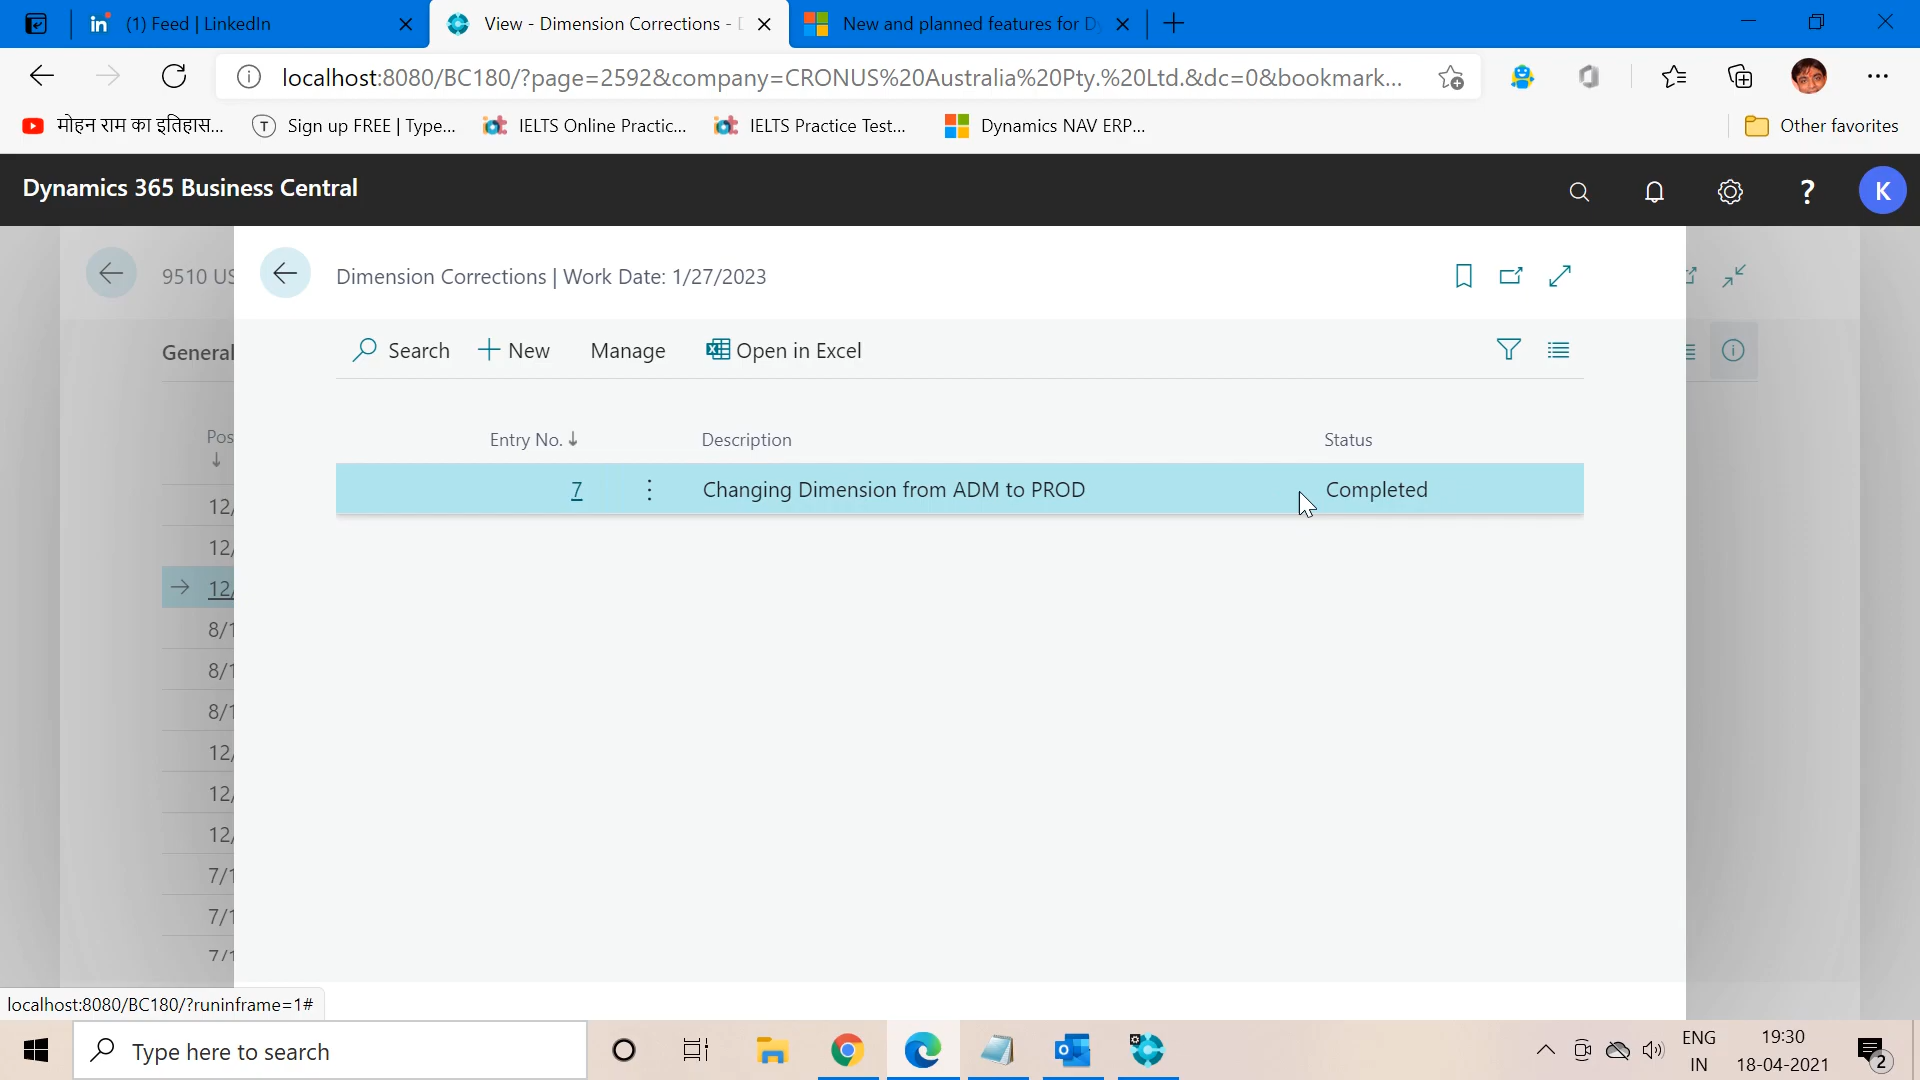 (1) Feed | LinkedIn
View - Dimension Corrections -
New and planned features for D
localhost:8080/BC180/?page=2592&company=CRONUS%20Australia%20Pty.%20Ltd.&dc=0&bookmark...
मोहन राम का इतिहास...
Sign up FREE | Type...
IELTS Online Practic...
IELTS Practice Test...
Dynamics NAV ERP...
Other favorites
Dynamics 365 Business Central
K
9510 US
Dimension Corrections | Work Date: 1/27/2023
General
Search
New
Manage
Open in Excel
Pos
Entry No.
Description
Status
7
Changing Dimension from ADM to PROD
Completed
12/
12/
12/
8/1
8/1
8/1
12/
12/
12/
7/1
7/1
7/1
localhost:8080/BC180/?runinframe=1#
Type here to search
ENG
IN
19:30
18-04-2021
2